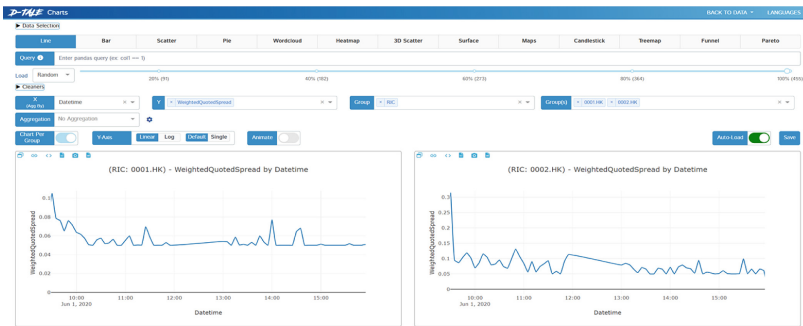 D-TALE Charts BACK TO DATA LANGUAGES
Data Selection
Line Bar Scatter Pie Wordcloud Heatmap 3D Scatter Surface Maps Candlestick Treemap Funnel Pareto
Query Enter pandas query (ex: col1 == 1)
Load Random 20% (91) 40% (182) 60% (273) 80% (364) 100% (455)
Cleaners
X (Agg By) Datetime × Y × WeightedQuotedSpread × Group × RIC × Group(s) × 0001.HK × 0002.HK
Aggregation No Aggregation
Chart Per Group Y-Axis Linear Log Default Single Animate Auto-Load Save
(RIC: 0001.HK) - WeightedQuotedSpread by Datetime
WeightedQuotedSpread
0.1
0.08
0.06
0.04
0.02
0
10:00 11:00 12:00 13:00 14:00 15:00
Jun 1, 2020
Datetime
(RIC: 0002.HK) - WeightedQuotedSpread by Datetime
WeightedQuotedSpread
0.3
0.25
0.2
0.15
0.1
0.05
0
10:00 11:00 12:00 13:00 14:00 15:00
Jun 1, 2020
Datetime